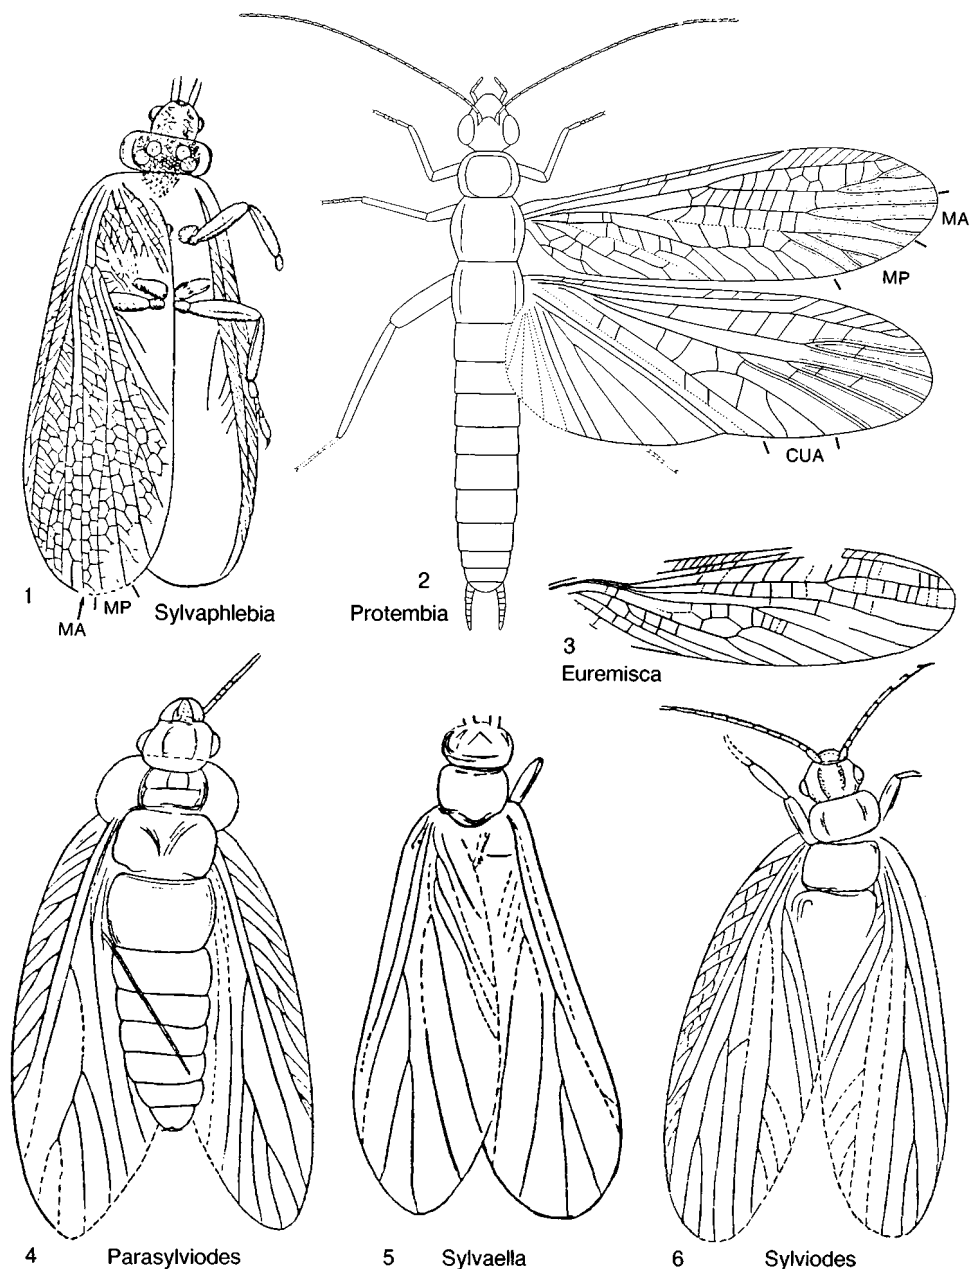 MA
MP
CUA
1
MA
MP
Sylvaphlebia
2
Protembia
3
Euremisca
4
Parasylviodes
5
Sylvaella
6
Sylviodes